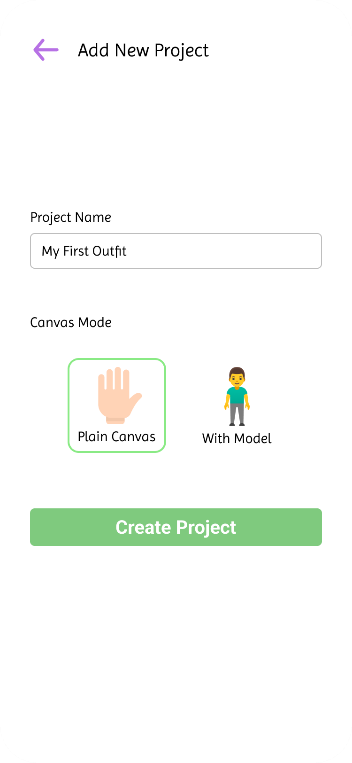 Add New Project
Project Name
My First Outfit
Canvas Mode
Plain Canvas
With Model
Create Project